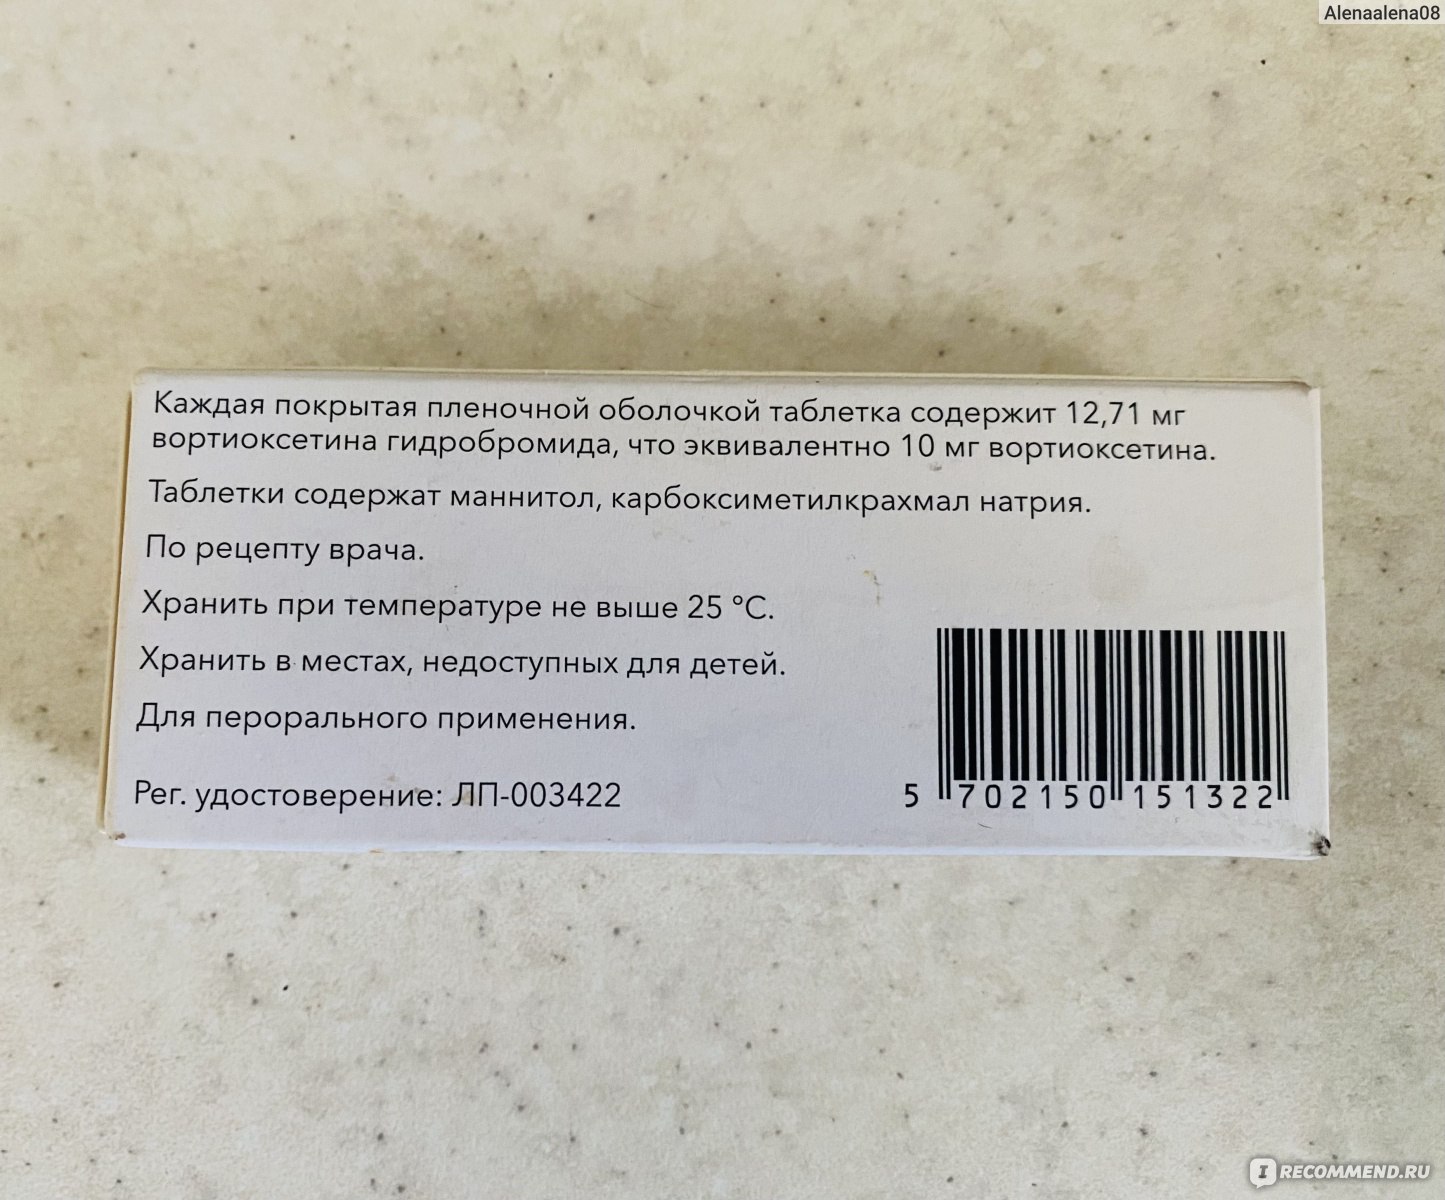 Alenaalena08
Каждая покрытая пленочной оболочкой таблетка содержит 12,71 мг
вортиоксетина гидробромида, что эквивалентно 10 мг вортиоксетина.
Таблетки содержат маннитол, карбоксиметилкрахмал натрия.
По рецепту врача.
Хранить при температуре не выше 25 °С.
Хранить в местах, недоступных для детей.
Для перорального применения.
Рег. удостоверение: ЛП-003422
5 702150 151322
IRECOMMEND.RU